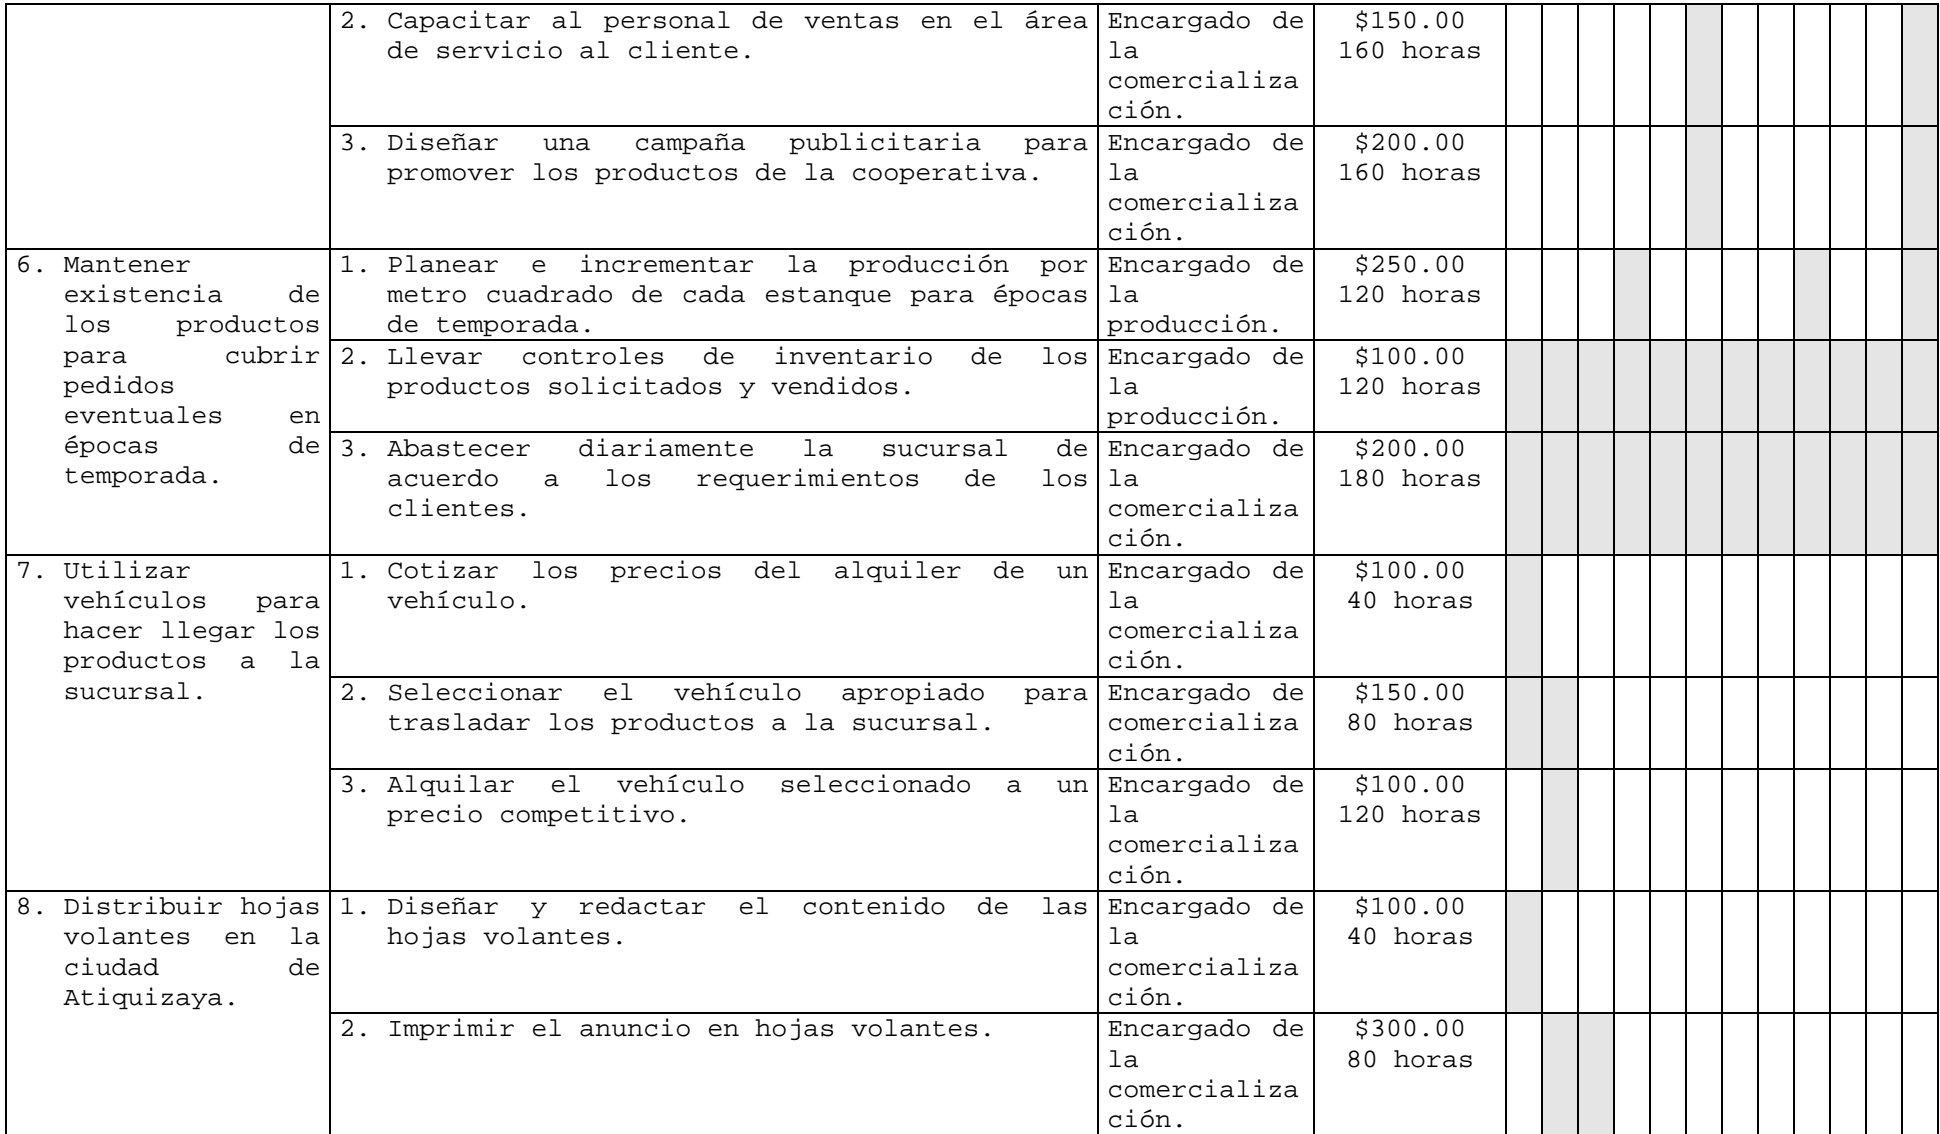 2. Capacitar al personal de ventas en el área
de servicio al cliente.
Encargado de
la
comercializa
ción.
$150.00
160 horas
3. Diseñar una campaña publicitaria para
promover los productos de la cooperativa.
Encargado de
la
comercializa
ción.
$200.00
160 horas
6. Mantener
existencia de
los productos
para cubrir
pedidos
eventuales en
épocas de
temporada.
1. Planear e incrementar la producción por
metro cuadrado de cada estanque para épocas
de temporada.
Encargado de
la
producción.
$250.00
120 horas
2. Llevar controles de inventario de los
productos solicitados y vendidos.
Encargado de
la
producción.
$100.00
120 horas
3. Abastecer diariamente la sucursal de
acuerdo a los requerimientos de los
clientes.
Encargado de
la
comercializa
ción.
$200.00
180 horas
7. Utilizar
vehículos para
hacer llegar los
productos a la
sucursal.
1. Cotizar los precios del alquiler de un
vehículo.
Encargado de
la
comercializa
ción.
$100.00
40 horas
2. Seleccionar el vehículo apropiado para
trasladar los productos a la sucursal.
Encargado de
comercializa
ción.
$150.00
80 horas
3. Alquilar el vehículo seleccionado a un
precio competitivo.
Encargado de
la
comercializa
ción.
$100.00
120 horas
8. Distribuir hojas
volantes en la
ciudad de
Atiquizaya.
1. Diseñar y redactar el contenido de las
hojas volantes.
Encargado de
la
comercializa
ción.
$100.00
40 horas
2. Imprimir el anuncio en hojas volantes.
Encargado de
la
comercializa
ción.
$300.00
80 horas